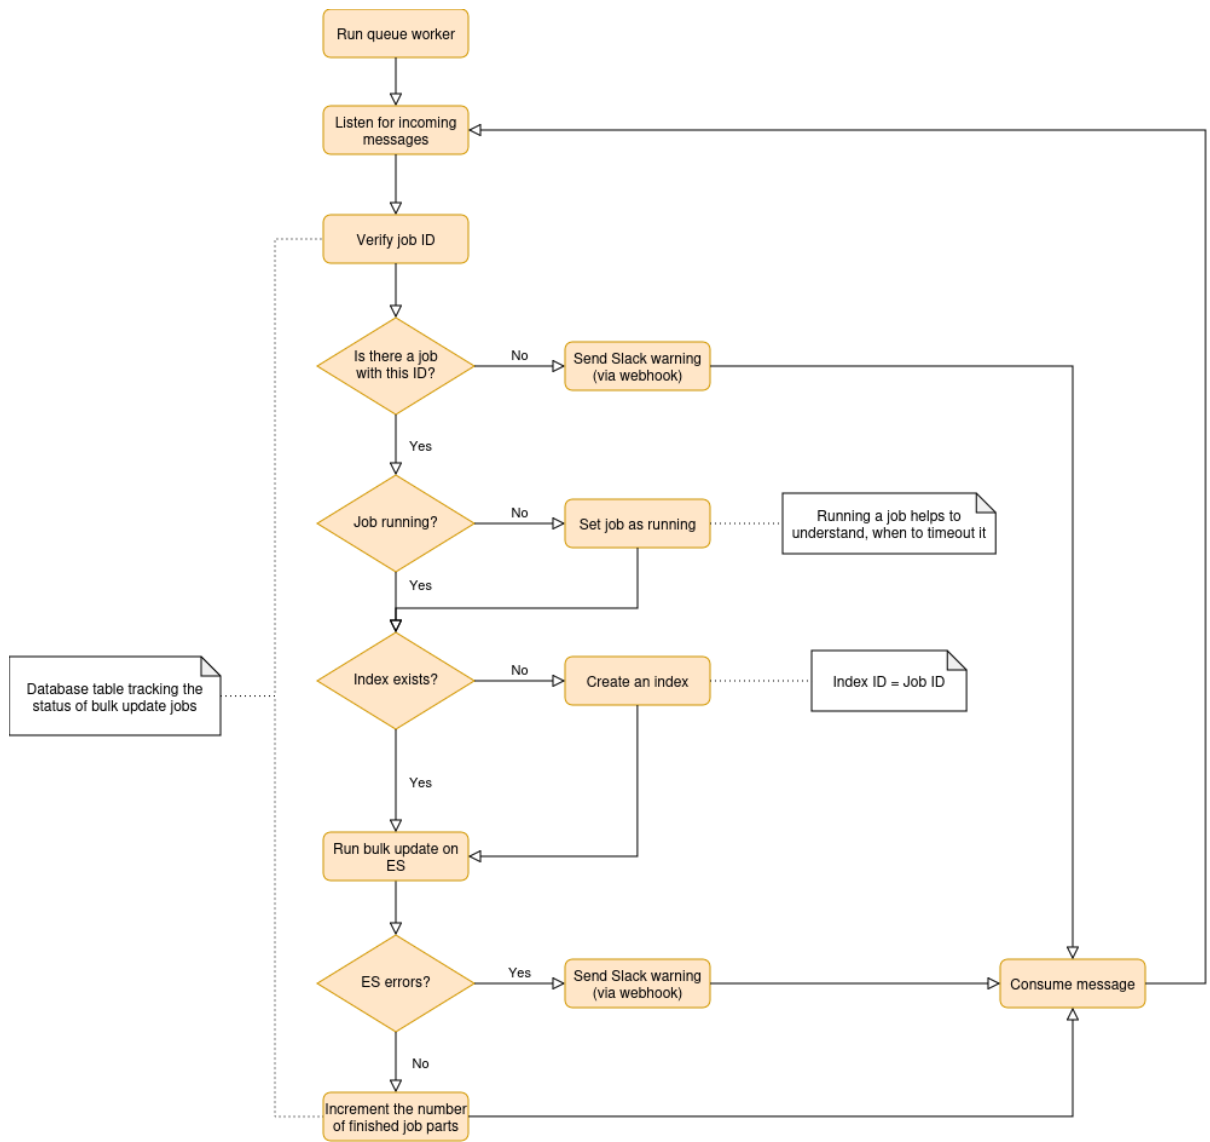 Run queue worker
Listen for incoming
messages
Verify job ID
Is there a job
with this ID?
No
Send Slack warning
(via webhook)
Yes
Job running?
No
Set job as running
Running a job helps to
understand, when to timeout it
Yes
Index exists?
No
Create an index
Index ID = Job ID
Database table tracking the
status of bulk update jobs
Yes
Run bulk update on
ES
ES errors?
Yes
Send Slack warning
(via webhook)
Consume message
No
Increment the number
of finished job parts